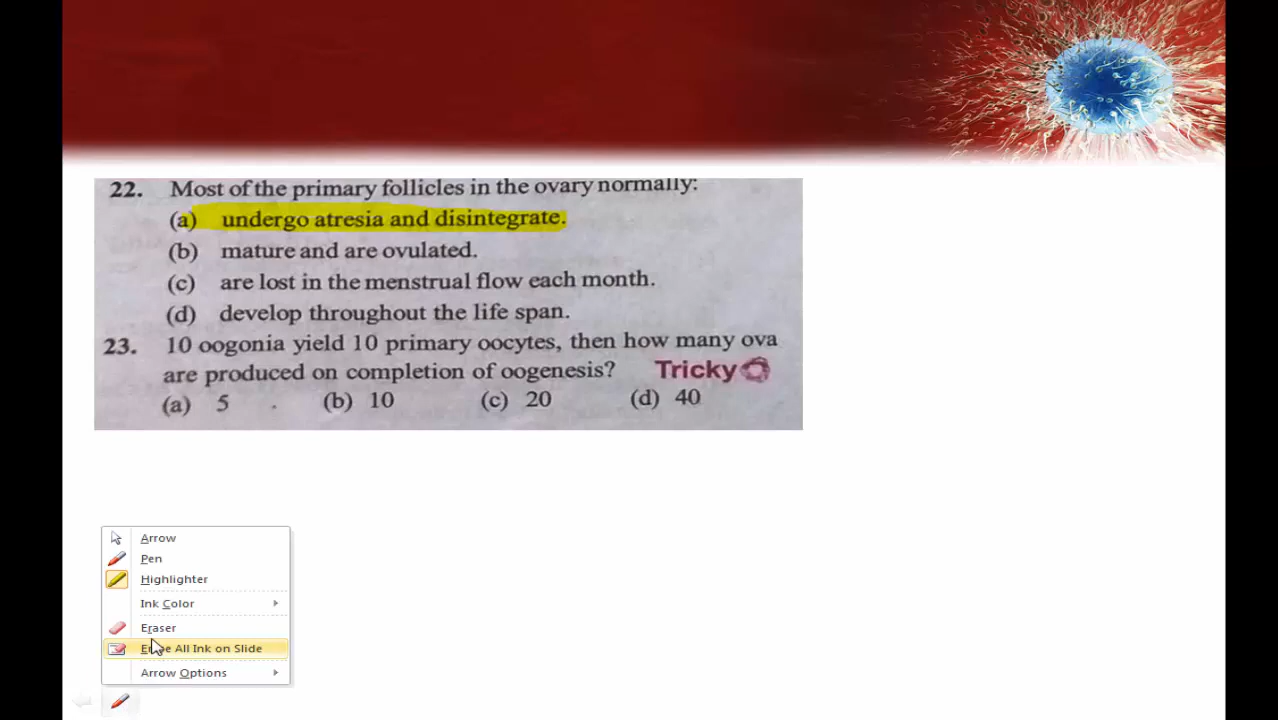 22. Most of the primary follicles in the ovary normally:
(a) undergo atresia and disintegrate.
(b) mature and are ovulated.
(c) are lost in the menstrual flow each month.
(d) develop throughout the life span.
23. 10 oogonia yield 10 primary oocytes, then how many ova
are produced on completion of oogenesis? Tricky Q
(a) 5 (b) 10 (c) 20 (d) 40
Arrow
Pen
Highlighter
Ink Color
Eraser
Erase All Ink on Slide
Arrow Options